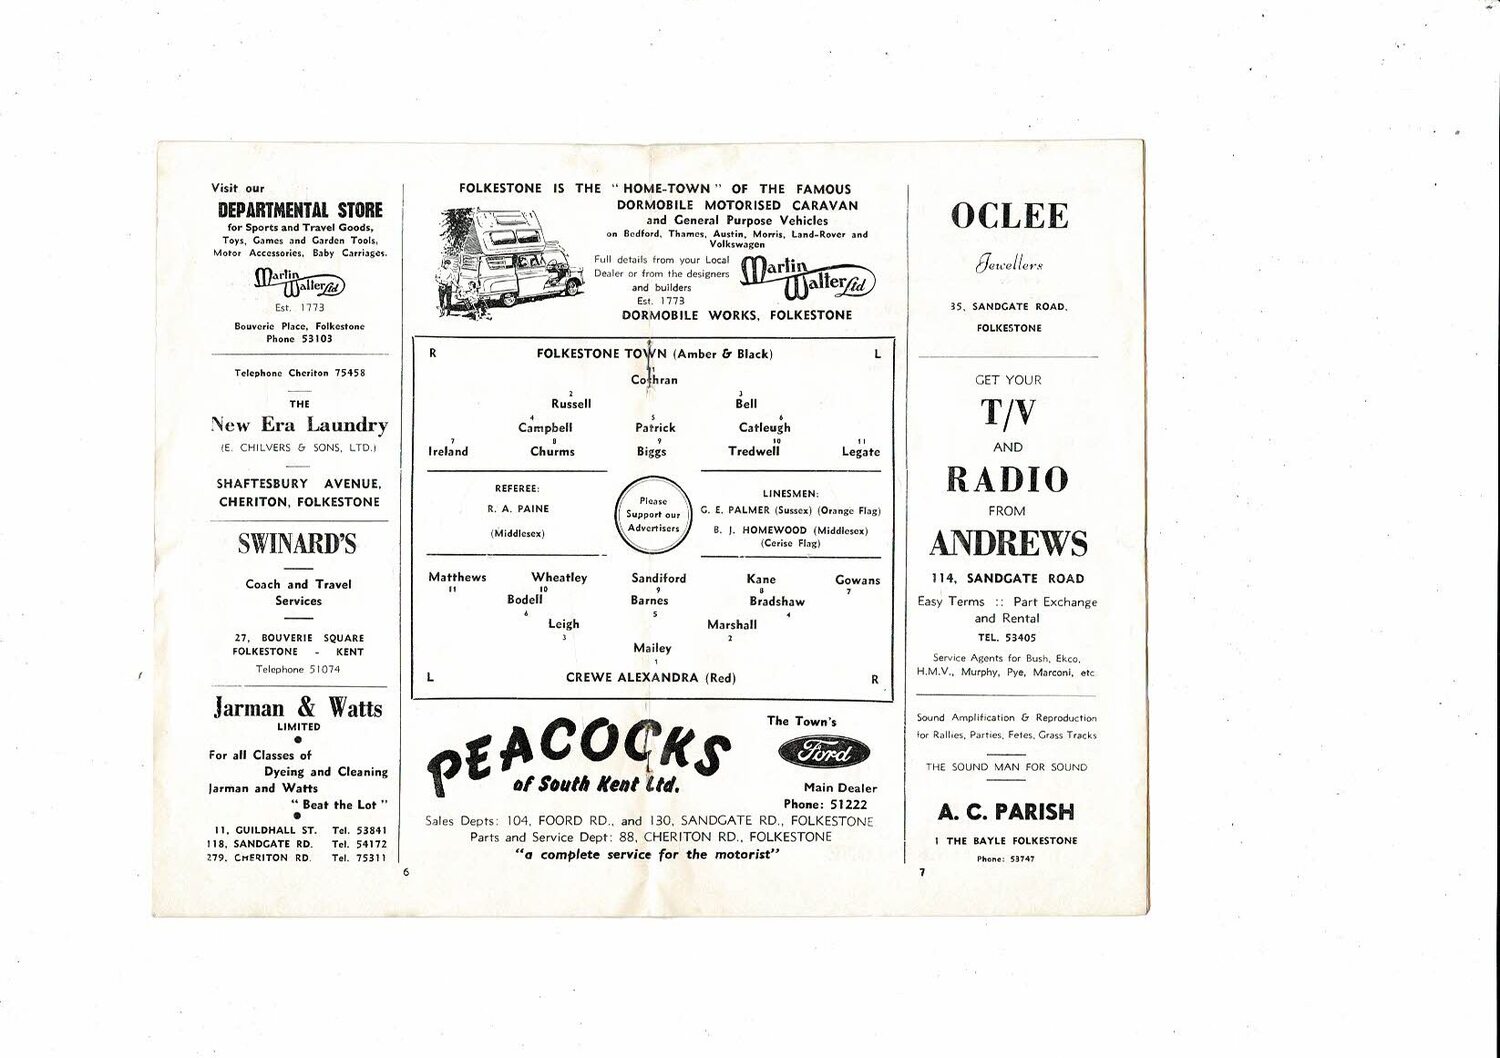 Visit our
DEPARTMENTAL STORE
for Sports and Travel Goods,
Toys, Games and Garden Tools,
Motor Accessories, Baby Carriages.
Martin
Walter Ltd
Est. 1773
Bouverie Place, Folkestone
Phone 53103
Telephone Cheriton 75458
THE
New Era Laundry
(E. CHILVERS & SONS, LTD.)
SHAFTESBURY AVENUE,
CHERITON, FOLKESTONE
SWINARD'S
Coach and Travel
Services
27, BOUVERIE SQUARE
FOLKESTONE - KENT
Telephone 51074
Jarman & Watts
LIMITED
For all Classes of
Dyeing and Cleaning
Jarman and Watts
"Beat the Lot"
11, GUILDHALL ST. Tel. 53841
118, SANDGATE RD. Tel. 54172
279, CHERITON RD. Tel. 75311
6
FOLKESTONE IS THE "HOME-TOWN" OF THE FAMOUS
DORMOBILE MOTORISED CARAVAN
and General Purpose Vehicles
on Bedford, Thames, Austin, Morris, Land-Rover and
Volkswagen
Full details from your Local
Dealer or from the designers
and builders
Est. 1773
Martin
Walter Ltd
DORMOBILE WORKS, FOLKESTONE
R FOLKESTONE TOWN (Amber & Black) L
1
Cochran
2 3
Russell Bell
4 5 6
Campbell Patrick Catleugh
7 8 9 10 11
Ireland Churms Biggs Tredwell Legate
REFEREE:
R. A. PAINE
(Middlesex)
Please
Support our
Advertisers
LINESMEN:
G. E. PALMER (Sussex) (Orange Flag)
B. J. HOMEWOOD (Middlesex)
(Cerise Flag)
Matthews Wheatley Sandiford Kane Gowans
11 10 9 8 7
Bodell Barnes Bradshaw
6 5 4
Leigh Marshall
3 2
Mailey
1
L CREWE ALEXANDRA (Red) R
PEACOCKS
of South Kent Ltd.
The Town's
Ford
Main Dealer
Phone: 51222
Sales Depts: 104, FOORD RD., and 130, SANDGATE RD., FOLKESTONE
Parts and Service Dept: 88, CHERITON RD., FOLKESTONE
"a complete service for the motorist"
OCLEE
Jewellers
35, SANDGATE ROAD,
FOLKESTONE
GET YOUR
T/V
AND
RADIO
FROM
ANDREWS
114, SANDGATE ROAD
Easy Terms :: Part Exchange
and Rental
TEL. 53405
Service Agents for Bush, Ekco,
H.M.V., Murphy, Pye, Marconi, etc
Sound Amplification & Reproduction
for Rallies, Parties, Fetes, Grass Tracks
THE SOUND MAN FOR SOUND
A. C. PARISH
1 THE BAYLE FOLKESTONE
Phone: 53747
7